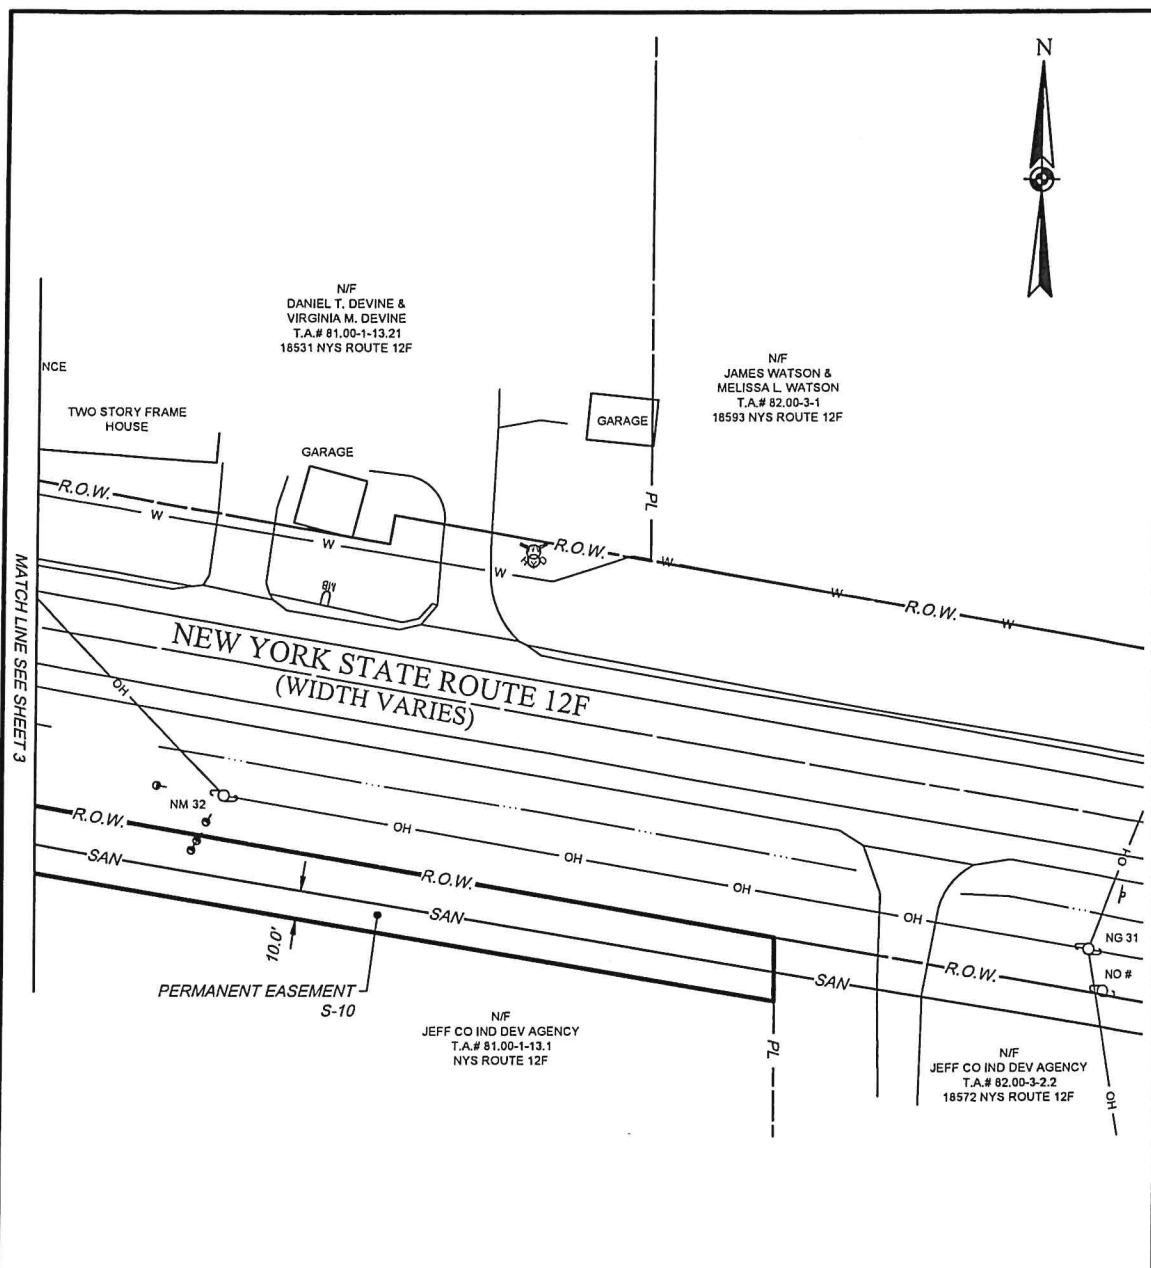 N
N/F
DANIEL T. DEVINE &
VIRGINIA M. DEVINE
T.A.# 81.00-1-13.21
18531 NYS ROUTE 12F
N/F
JAMES WATSON &
MELISSA L. WATSON
T.A.# 82.00-3-1
18593 NYS ROUTE 12F
NCE
TWO STORY FRAME
HOUSE
GARAGE
GARAGE
PL
R.O.W.
W
W
W
R.O.W.
W
W
R.O.W.
W
HYD
MB
MATCH LINE SEE SHEET 3
NEW YORK STATE ROUTE 12F
(WIDTH VARIES)
OH
NM 32
R.O.W.
OH
OH
OH
OH
OH
SAN
R.O.W.
SAN
10.0'
PERMANENT EASEMENT
S-10
SAN
R.O.W.
NG 31
NO #
PL
OH
N/F
JEFF CO IND DEV AGENCY
T.A.# 81.00-1-13.1
NYS ROUTE 12F
N/F
JEFF CO IND DEV AGENCY
T.A.# 82.00-3-2.2
18572 NYS ROUTE 12F